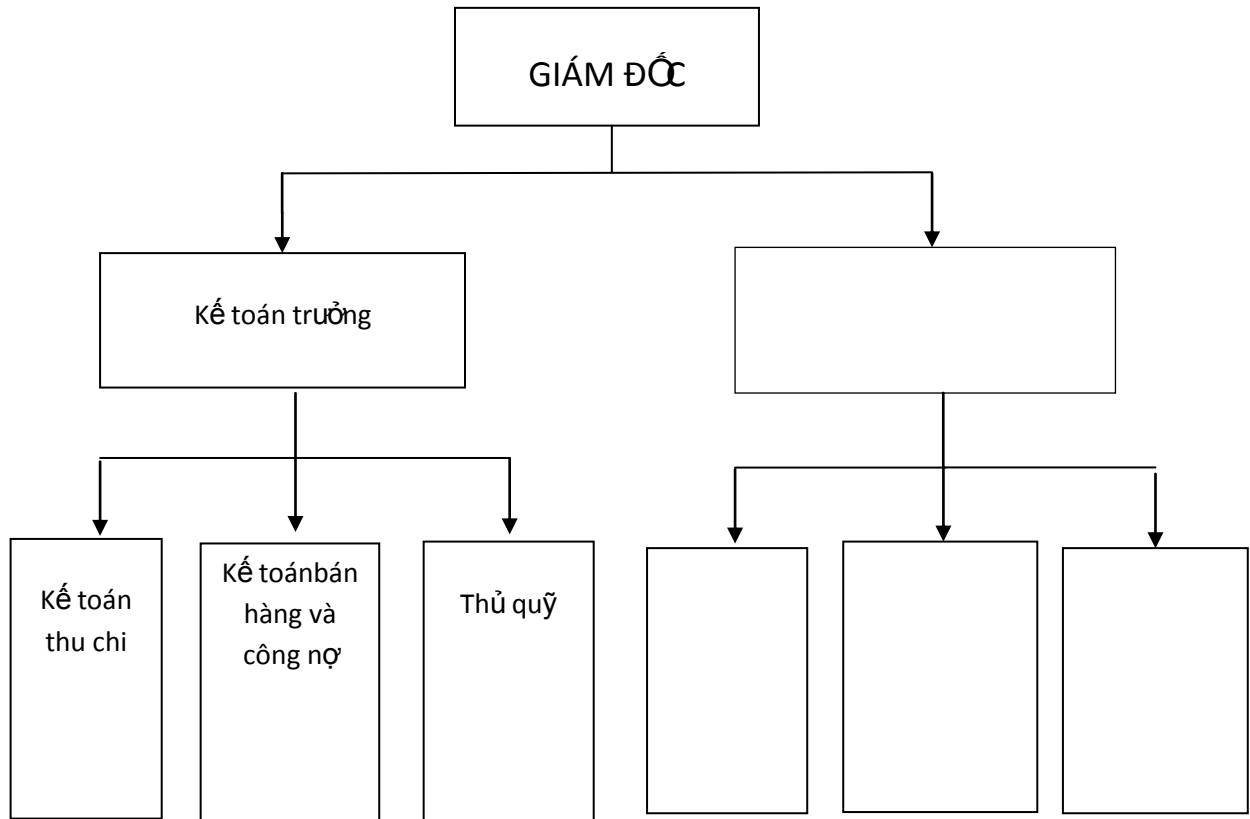 GIÁM ĐỐC
Kế toán trưởng
Kế toán
thu chi
Kế toánbán
hàng và
công nợ
Thủ quỹ